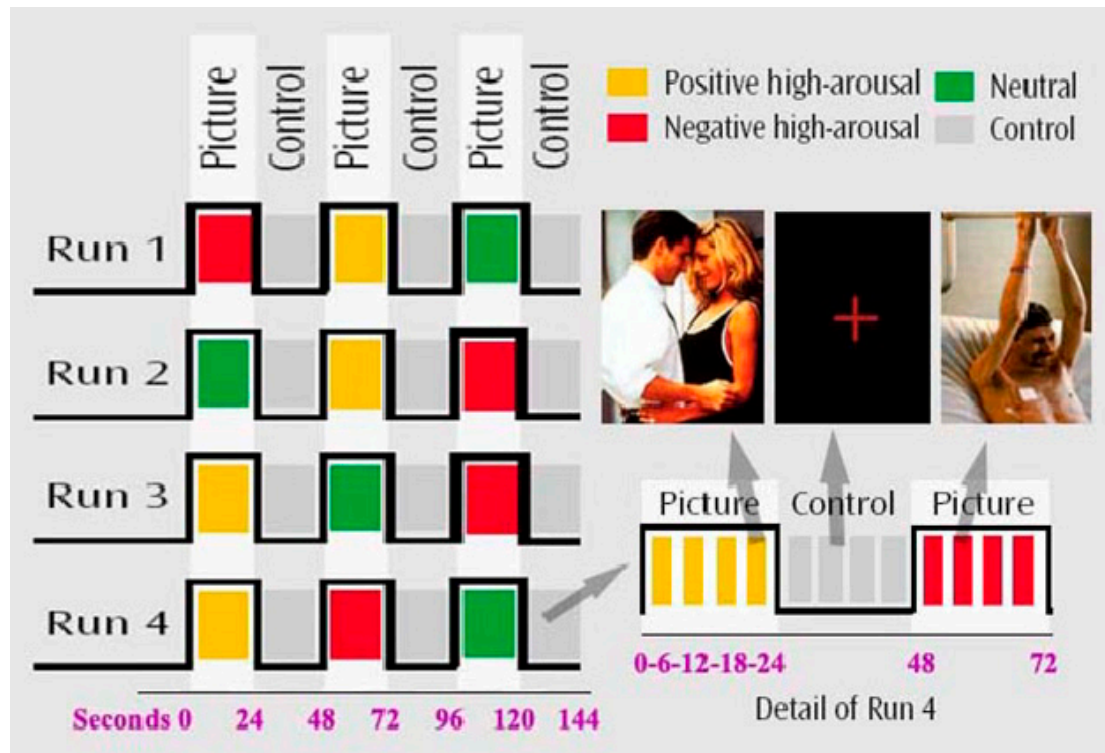 Picture Control Picture Control Picture Control
Positive high-arousal Neutral
Negative high-arousal Control
Run 1
Run 2
Run 3
Run 4
Picture Control Picture
0-6-12-18-24 48 72
Seconds 0 24 48 72 96 120 144
Detail of Run 4